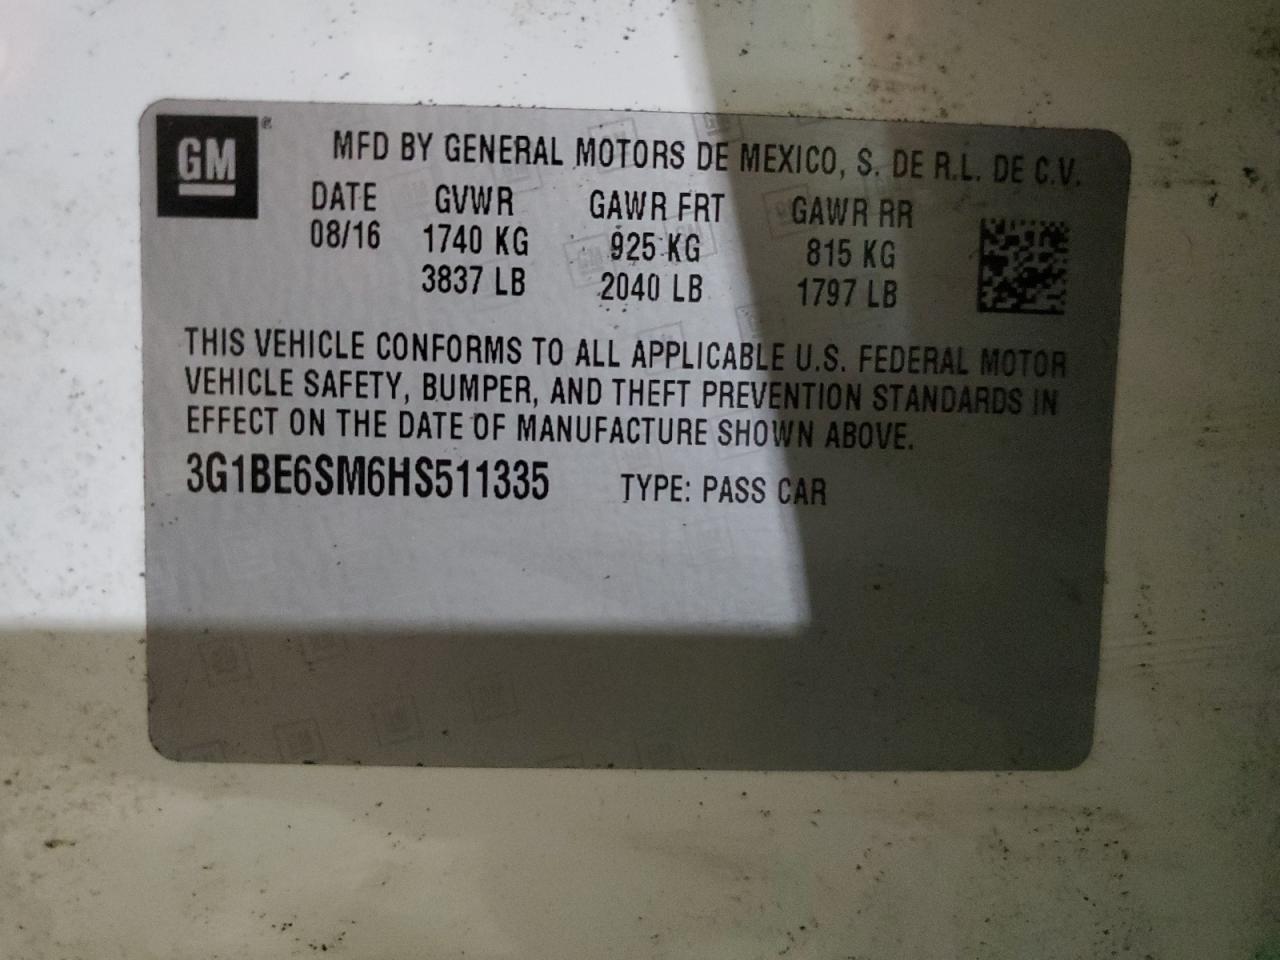 GM®
MFD BY GENERAL MOTORS DE MEXICO, S. DE R.L. DE C.V.
DATE GVWR GAWR FRT GAWR RR
08/16 1740 KG 925 KG 815 KG
3837 LB 2040 LB 1797 LB
THIS VEHICLE CONFORMS TO ALL APPLICABLE U.S. FEDERAL MOTOR
VEHICLE SAFETY, BUMPER, AND THEFT PREVENTION STANDARDS IN
EFFECT ON THE DATE OF MANUFACTURE SHOWN ABOVE.
3G1BE6SM6HS511335 TYPE: PASS CAR